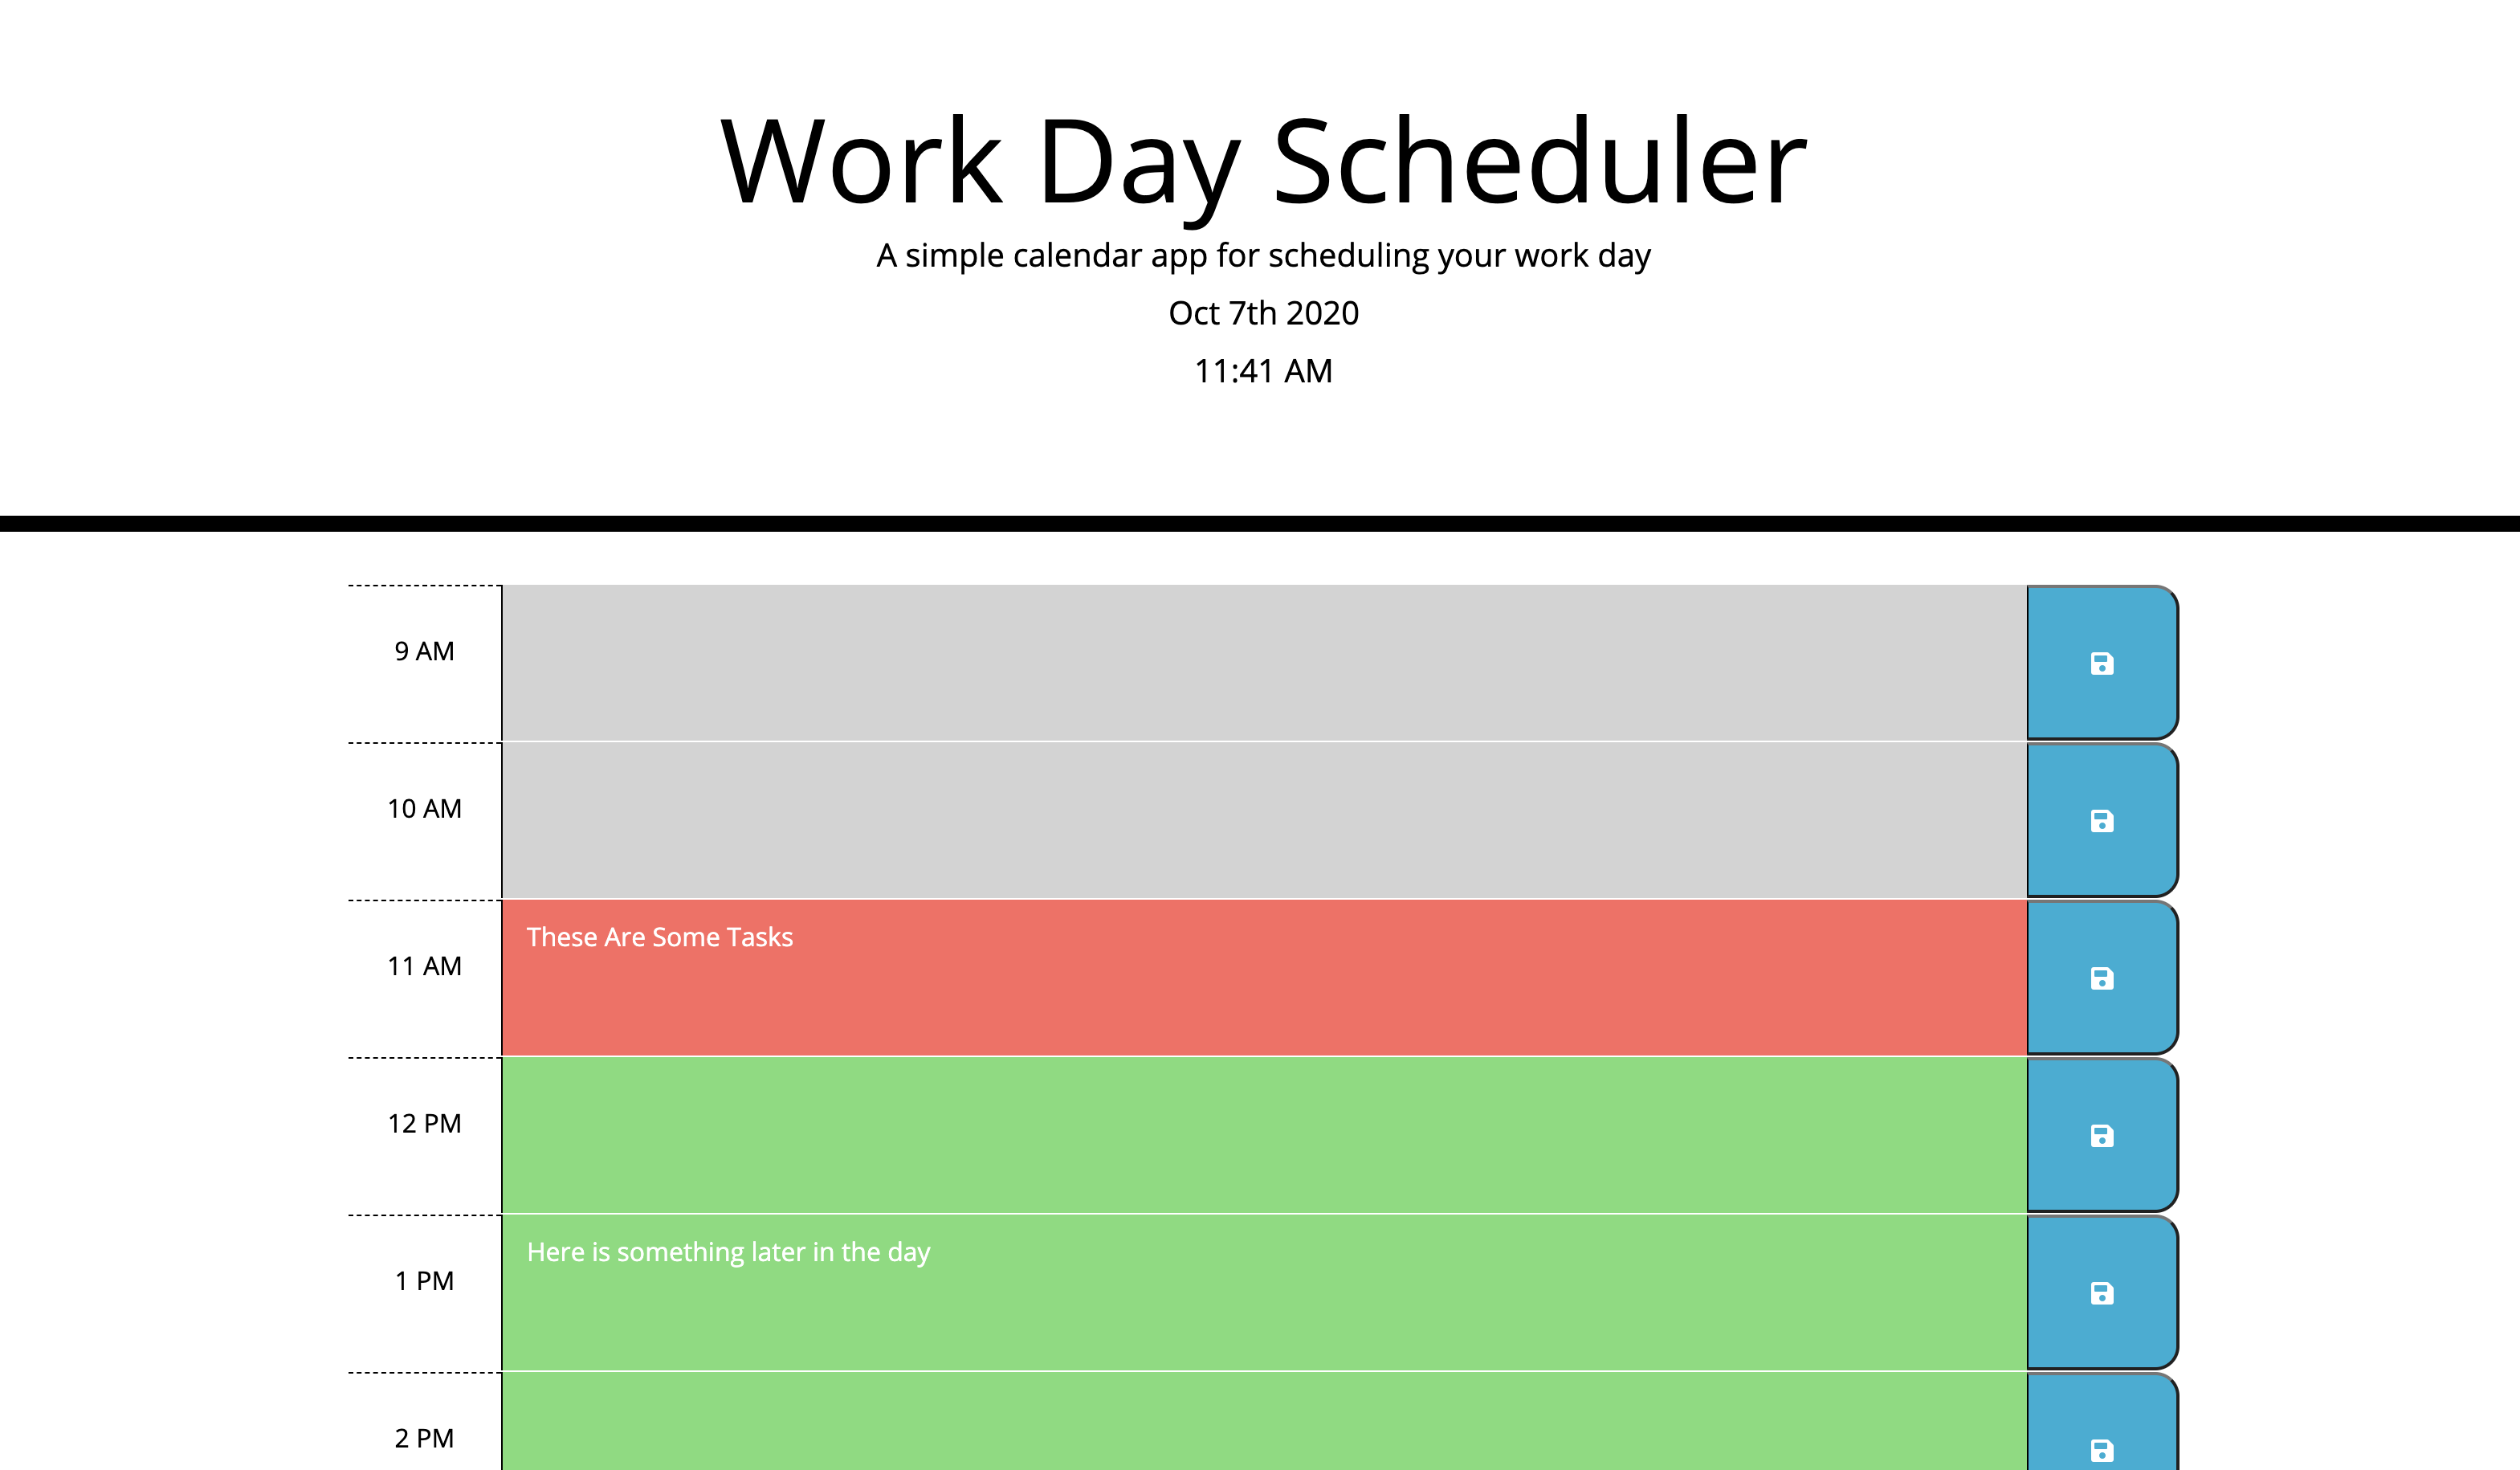 Work Day Scheduler
A simple calendar app for scheduling your work day
Oct 7th 2020
11:41 AM
9 AM
10 AM
11 AM
These Are Some Tasks
12 PM
1 PM
Here is something later in the day
2 PM